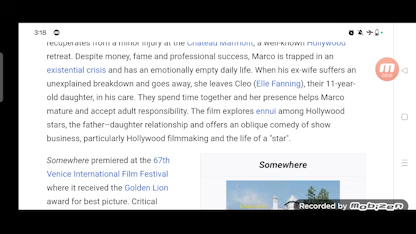 3:18
recuperates from a minor injury at the Chateau Marmont, a well-known Hollywood
retreat. Despite money, fame and professional success, Marco is trapped in an
existential crisis and has an emotionally empty daily life. When his ex-wife suffers an
unexplained breakdown and goes away, she leaves Cleo (Elle Fanning), their 11-year-
old daughter, in his care. They spend time together and her presence helps Marco
mature and accept adult responsibility. The film explores ennui among Hollywood
stars, the father–daughter relationship and offers an oblique comedy of show
business, particularly Hollywood filmmaking and the life of a "star".
Somewhere premiered at the 67th
Venice International Film Festival
where it received the Golden Lion
award for best picture. Critical
Somewhere
Recorded by Mobizen